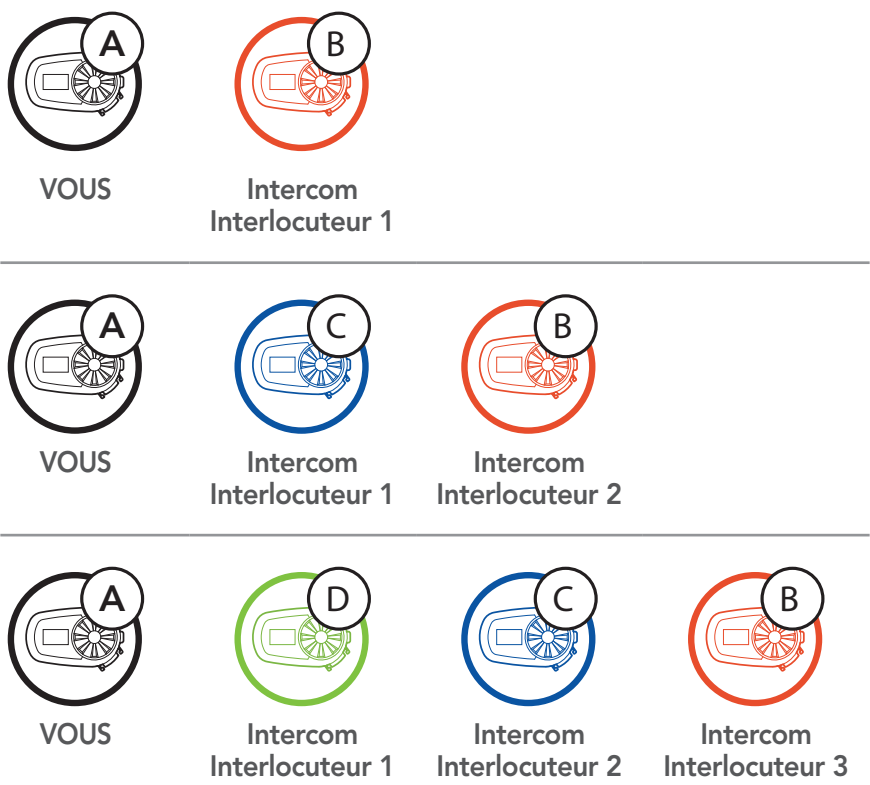 A
B
VOUS
Intercom
Interlocuteur 1
A
C
B
VOUS
Intercom
Interlocuteur 1
Intercom
Interlocuteur 2
A
D
C
B
VOUS
Intercom
Interlocuteur 1
Intercom
Interlocuteur 2
Intercom
Interlocuteur 3